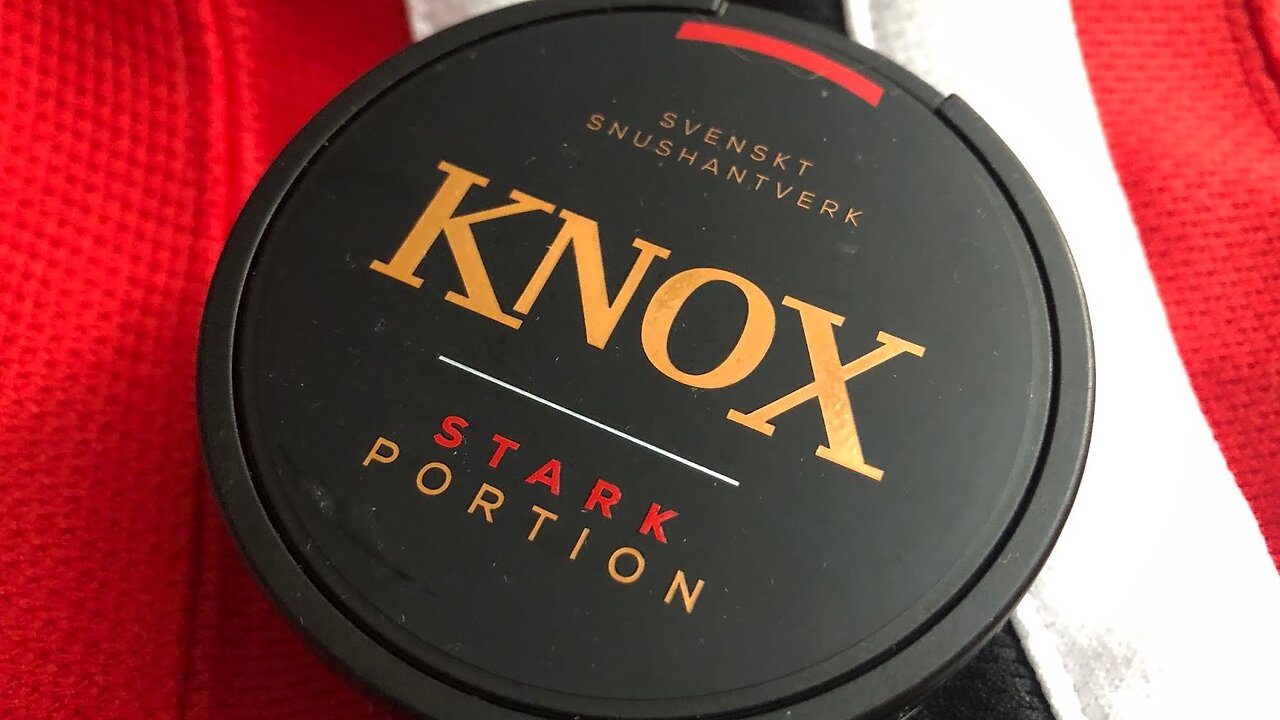 SVENSKT
SNUSHANTVERK
KNOX
STARK
PORTION